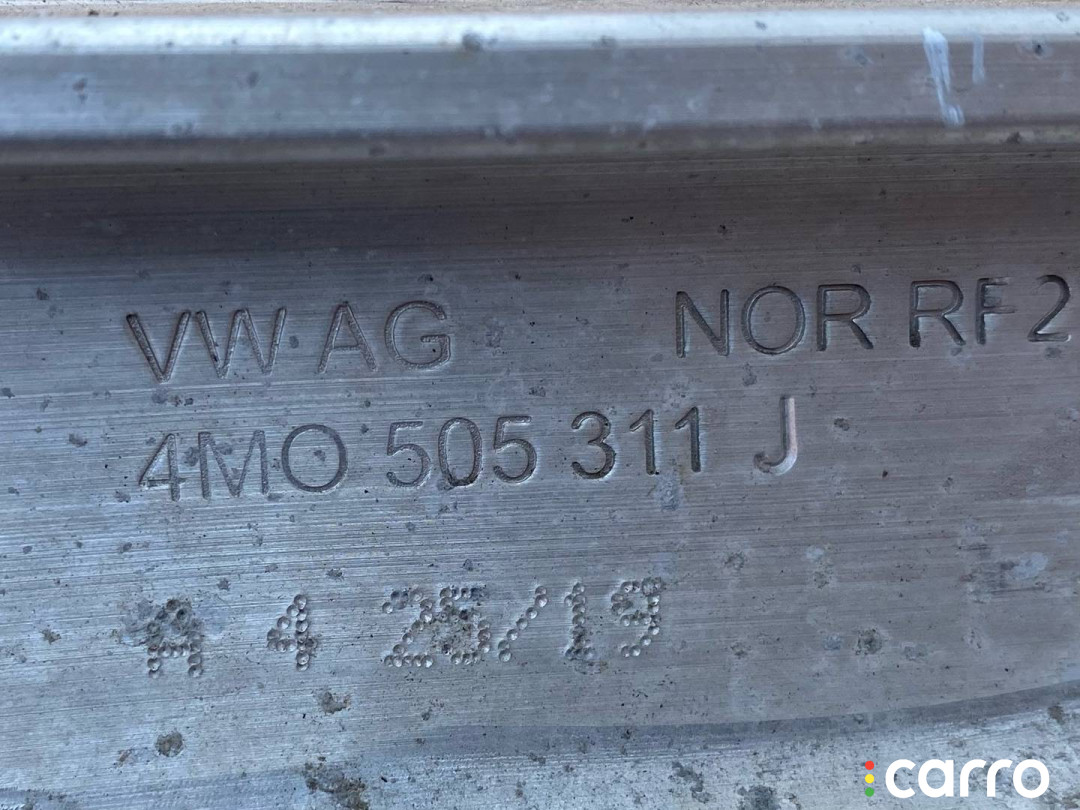 VW AG NOR RF2
4M0 505 311 J
A 4 25/19
carro